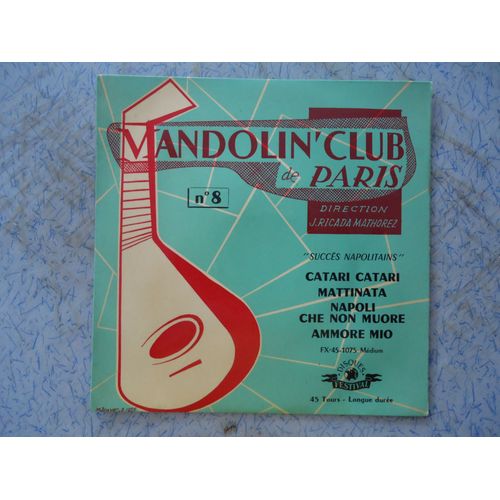 MANDOLIN' CLUB
de PARIS
n° 8
DIRECTION
J. RICADA MATHOREZ
"SUCCÈS NAPOLITAINS"
CATARI CATARI
MATTINATA
NAPOLI
CHE NON MUORE
AMMORE MIO
FX-45-1075 Médium
DISQUES
FESTIVAL
45 Tours - Longue durée